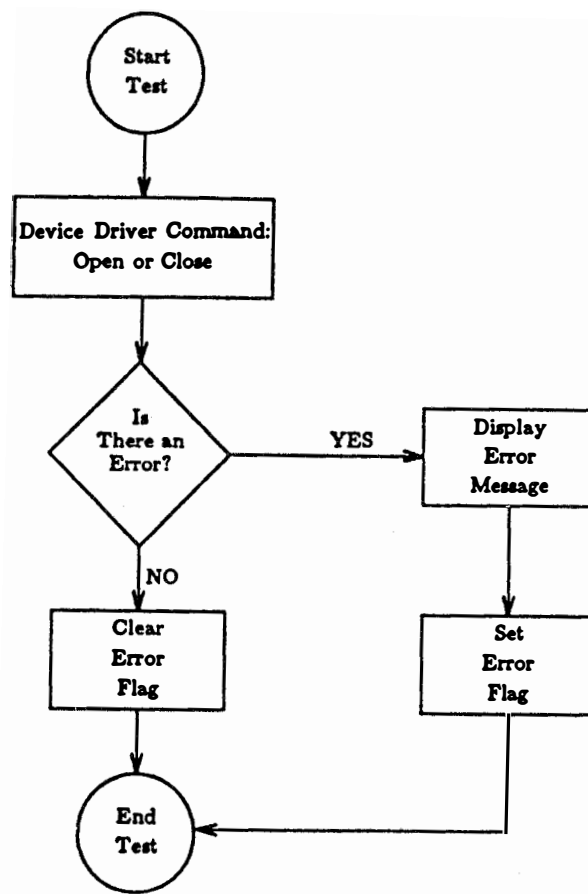 Start
Test
Device Driver Command:
Open or Close
Is
There an
Error?
YES
Display
Error
Message
NO
Clear
Error
Flag
Set
Error
Flag
End
Test